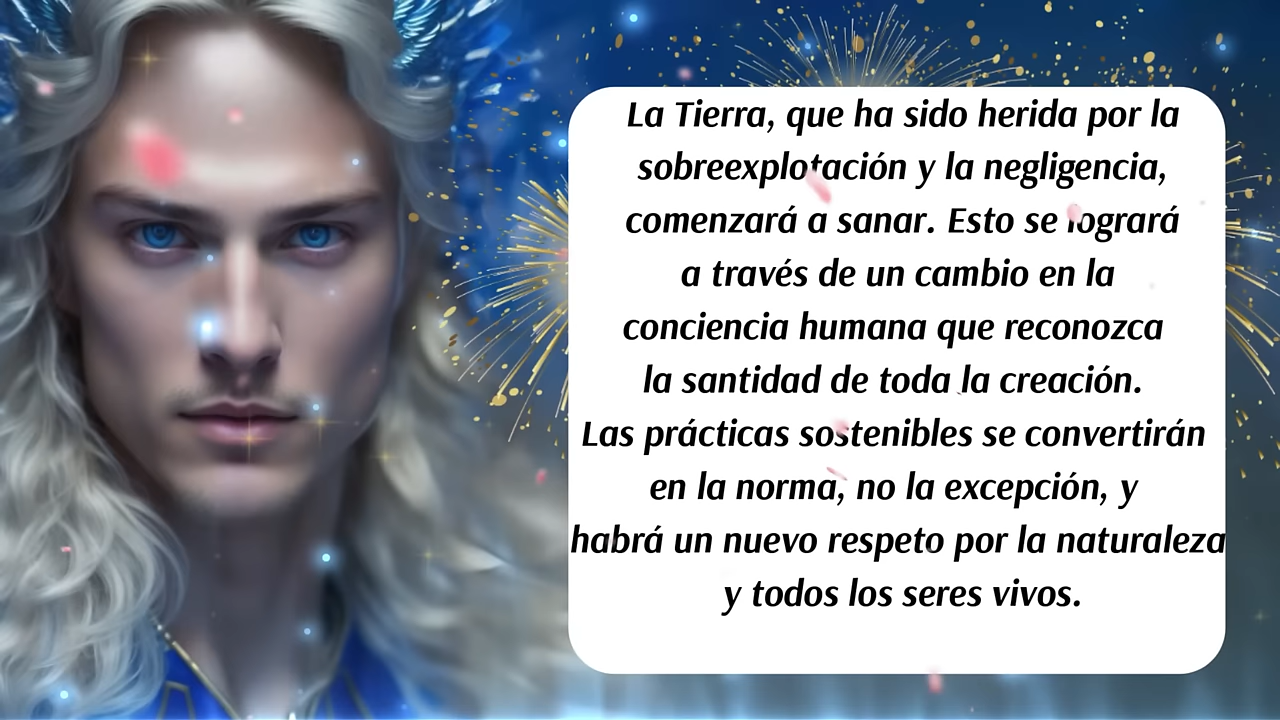 La Tierra, que ha sido herida por la
sobreexplotación y la negligencia,
comenzará a sanar. Esto se logrará
a través de un cambio en la
conciencia humana que reconozca
la santidad de toda la creación.
Las prácticas sostenibles se convertirán
en la norma, no la excepción, y
habrá un nuevo respeto por la naturaleza
y todos los seres vivos.